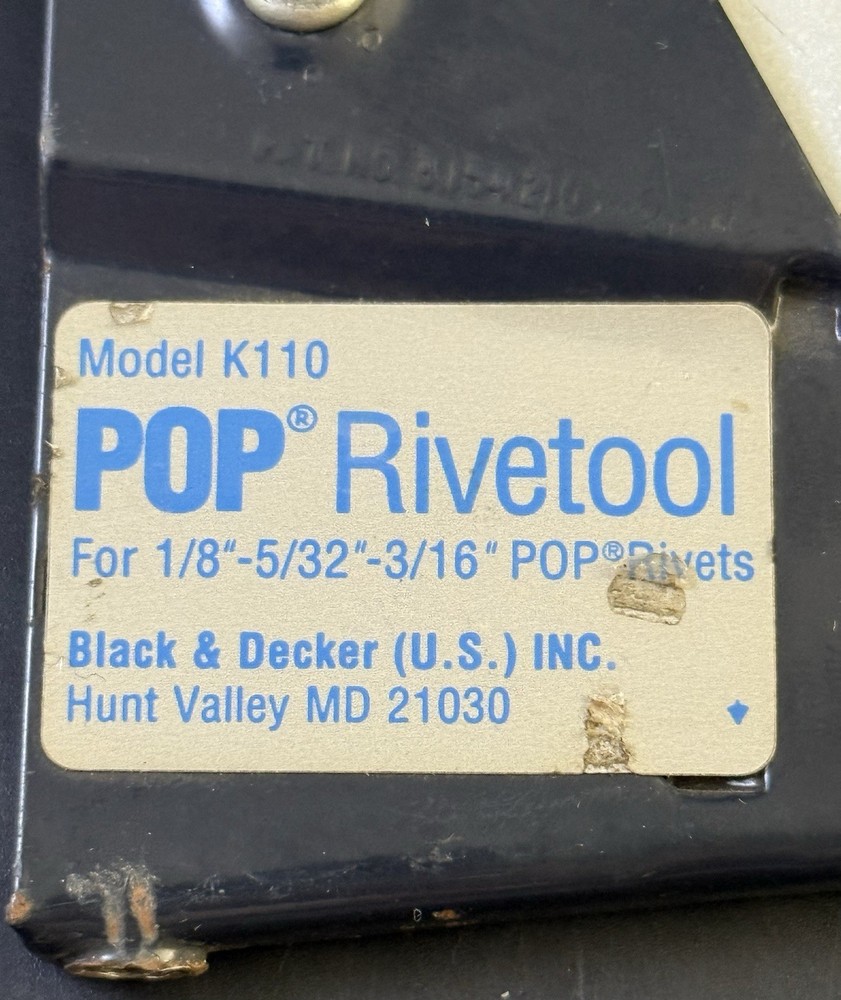 Model K110
POP® Rivetool
For 1/8"-5/32"-3/16" POP® Rivets
Black & Decker (U.S.) INC.
Hunt Valley MD 21030